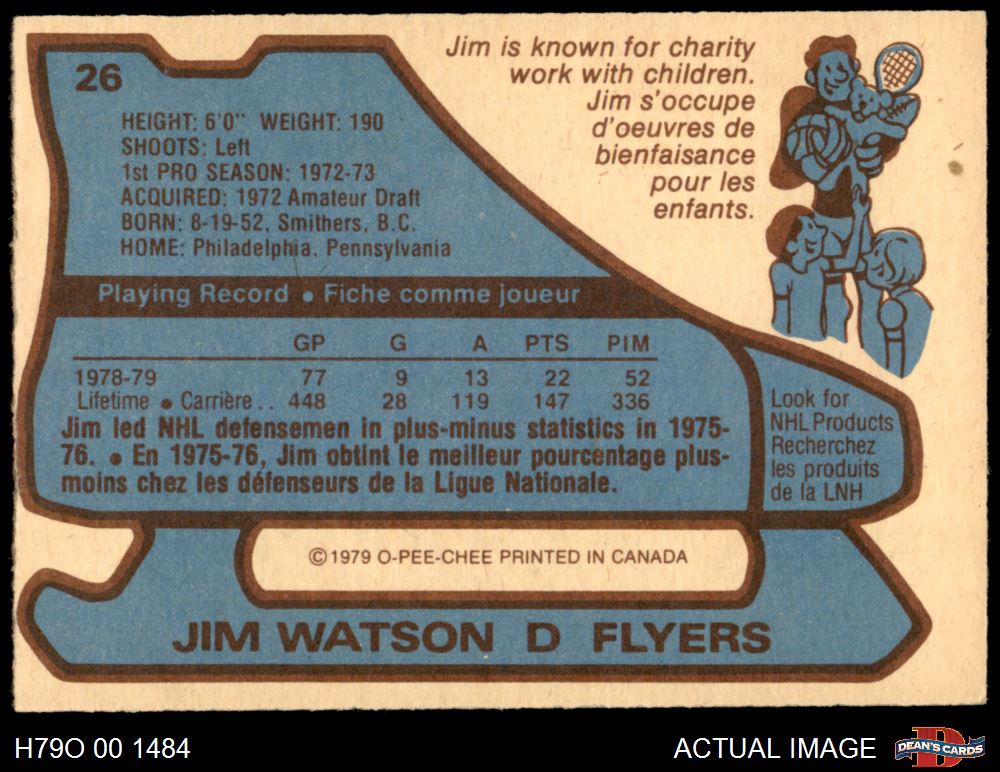 26
HEIGHT: 6'0" WEIGHT: 190
SHOOTS: Left
1st PRO SEASON: 1972-73
ACQUIRED: 1972 Amateur Draft
BORN: 8-19-52, Smithers, B.C.
HOME: Philadelphia, Pennsylvania
Jim is known for charity
work with children.
Jim s'occupe
d'oeuvres de
bienfaisance
pour les
enfants.
Playing Record • Fiche comme joueur
GP G A PTS PIM
1978-79 77 9 13 22 52
Lifetime • Carrière . . 448 28 119 147 336
Jim led NHL defensemen in plus-minus statistics in 1975-
76. • En 1975-76, Jim obtint le meilleur pourcentage plus-
moins chez les défenseurs de la Ligue Nationale.
Look for
NHL Products
Recherchez
les produits
de la LNH
©1979 O-PEE-CHEE PRINTED IN CANADA
JIM WATSON D FLYERS
H79O 00 1484
ACTUAL IMAGE
D
DEAN'S CARDS